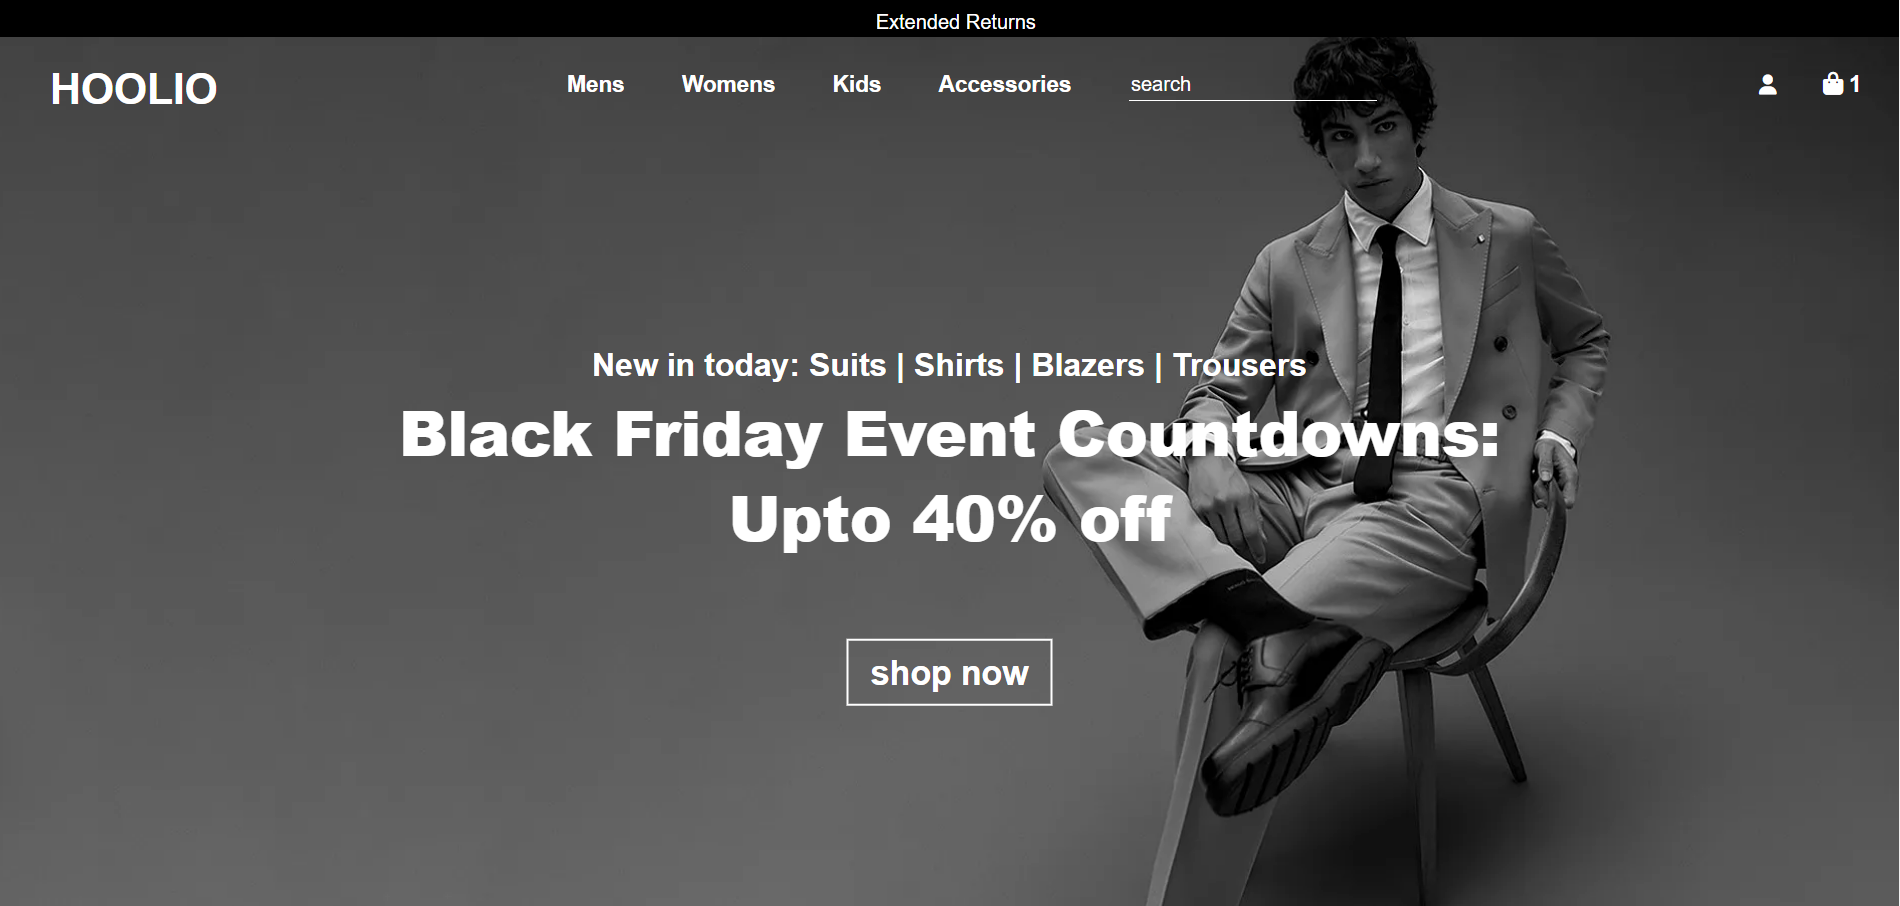 Extended Returns
HOOLIO
Mens Womens Kids Accessories search 1
New in today: Suits | Shirts | Blazers | Trousers
Black Friday Event Countdowns:
Upto 40% off
shop now